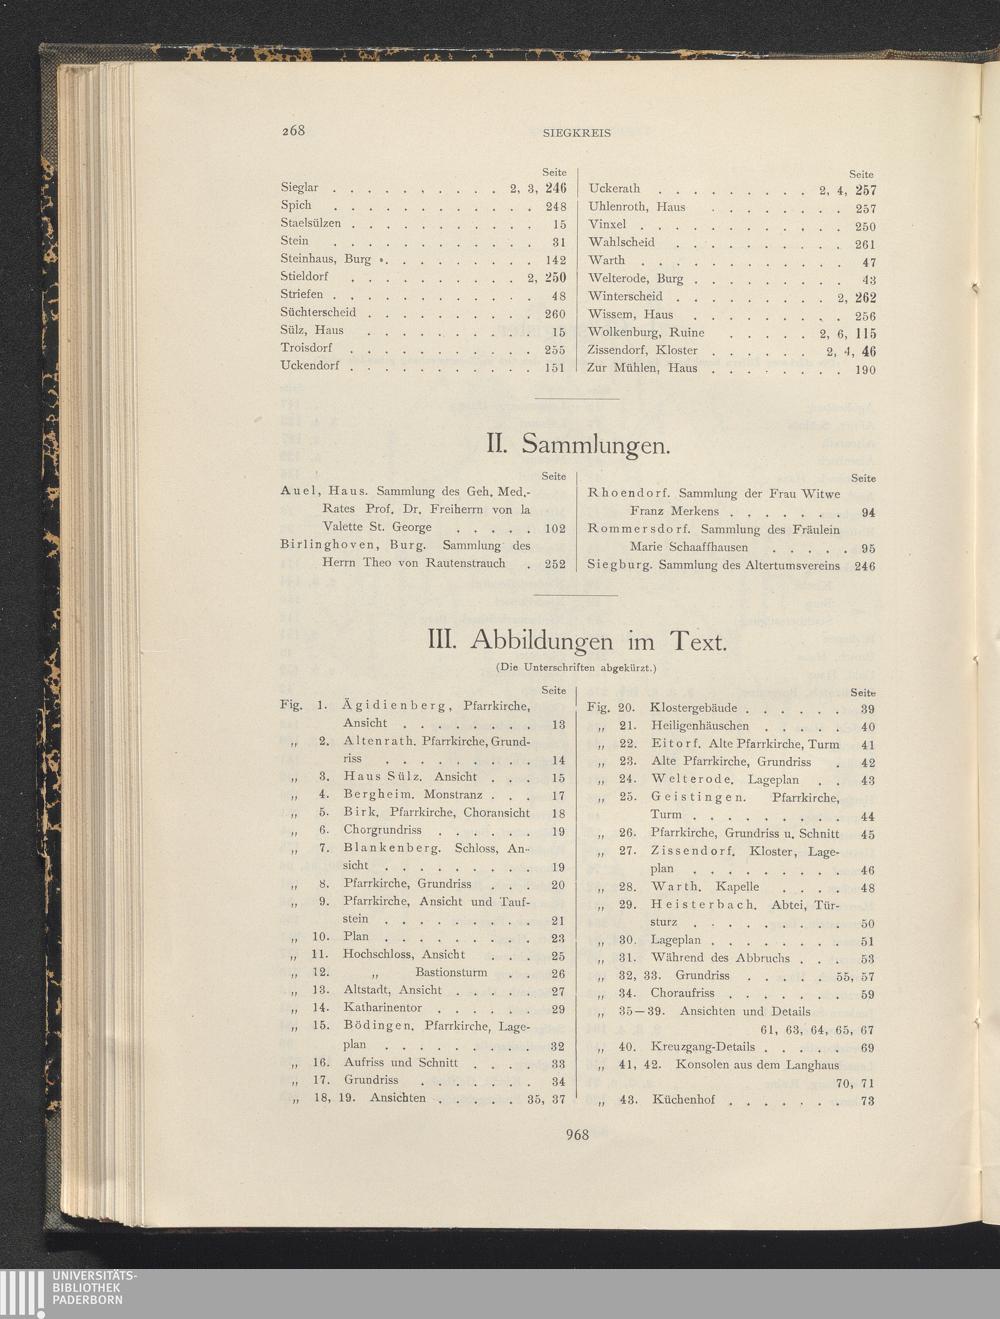 268
SIEGKREIS
Seite
Sieglar . . . . . . . . . . 2, 3, 246
Spich . . . . . . . . . . . . 248
Staelsülzen . . . . . . . . . . . 15
Stein . . . . . . . . . . . . 31
Steinhaus, Burg . . . . . . . . . 142
Stieldorf . . . . . . . . . . 2, 250
Striefen . . . . . . . . . . . . 48
Süchterscheid . . . . . . . . . . 260
Sülz, Haus . . . . . . . . . . 15
Troisdorf . . . . . . . . . . . 255
Uckendorf . . . . . . . . . . . 151
Seite
Uckerath . . . . . . . . . 2, 4, 257
Uhlenroth, Haus . . . . . . . . 257
Vinxel . . . . . . . . . . . . 250
Wahlscheid . . . . . . . . . . 261
Warth . . . . . . . . . . . . 47
Welterode, Burg . . . . . . . . . 43
Winterscheid . . . . . . . . . 2, 262
Wissem, Haus . . . . . . . . . 256
Wolkenburg, Ruine . . . . . 2, 6, 115
Zissendorf, Kloster . . . . . . 2, 4, 46
Zur Mühlen, Haus . . . . . . . . 190
II. Sammlungen.
Seite
Auel, Haus. Sammlung des Geh. Med.-
Rates Prof. Dr. Freiherrn von la
Valette St. George . . . . . 102
Birlinghoven, Burg. Sammlung des
Herrn Theo von Rautenstrauch . 252
Seite
Rhoendorf. Sammlung der Frau Witwe
Franz Merkens . . . . . . . 94
Rommersdorf. Sammlung des Fräulein
Marie Schaaffhausen . . . . . 95
Siegburg. Sammlung des Altertumsvereins 246
III. Abbildungen im Text.
(Die Unterschriften abgekürzt.)
Seite
Fig. 1. Ägidienberg, Pfarrkirche,
Ansicht . . . . . . . . 13
„ 2. Altenrath. Pfarrkirche, Grund-
riss . . . . . . . . . 14
„ 3. Haus Sülz. Ansicht . . . 15
„ 4. Bergheim. Monstranz . . . 17
„ 5. Birk. Pfarrkirche, Choransicht 18
„ 6. Chorgrundriss . . . . . . 19
„ 7. Blankenberg. Schloss, An-
sicht . . . . . . . . . 19
„ 8. Pfarrkirche, Grundriss . . . 20
„ 9. Pfarrkirche, Ansicht und Tauf-
stein . . . . . . . . . 21
„ 10. Plan . . . . . . . . . 23
„ 11. Hochschloss, Ansicht . . . 25
„ 12. „ Bastionsturm . . 26
„ 13. Altstadt, Ansicht . . . . . 27
„ 14. Katharinentor . . . . . . 29
„ 15. Bödingen. Pfarrkirche, Lage-
plan . . . . . . . . . 32
„ 16. Aufriss und Schnitt . . . . 33
„ 17. Grundriss . . . . . . . 34
„ 18, 19. Ansichten . . . . . 35, 37
Seite
Fig. 20. Klostergebäude . . . . . . 39
„ 21. Heiligenhäuschen . . . . . 40
„ 22. Eitorf. Alte Pfarrkirche, Turm 41
„ 23. Alte Pfarrkirche, Grundriss . 42
„ 24. Welterode. Lageplan . . 43
„ 25. Geistingen. Pfarrkirche,
Turm . . . . . . . . . 44
„ 26. Pfarrkirche, Grundriss u. Schnitt 45
„ 27. Zissendorf. Kloster, Lage-
plan . . . . . . . . . 46
„ 28. Warth. Kapelle . . . . 48
„ 29. Heisterbach. Abtei, Tür-
sturz . . . . . . . . . 50
„ 30. Lageplan . . . . . . . . 51
„ 31. Während des Abbruchs . . . 53
„ 32, 33. Grundriss . . . . . 55, 57
„ 34. Choraufriss . . . . . . . 59
„ 35—39. Ansichten und Details
61, 63, 64, 65, 67
„ 40. Kreuzgang-Details . . . . . 69
„ 41, 42. Konsolen aus dem Langhaus
70, 71
„ 43. Küchenhof . . . . . . . 73
968
UNIVERSITÄTS-
BIBLIOTHEK
PADERBORN